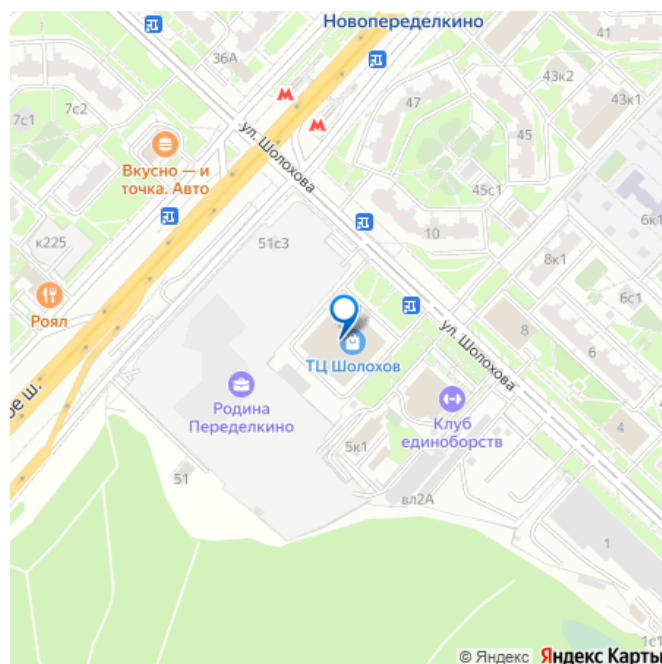 Новопеределкино
36А
41
43к2
43к1
7с2
7с1
47
45
ул. Шолохова
Вкусно — и
точка. Авто
45с1
6к1
10
к225
51с3
8к1
6с1
Роял
8
6
ул. Шолохова
ТЦ Шолохов
ое ш.
Родина
Переделкино
Клуб
единоборств
4
5к1
51
вл2А
1
1с1
© Яндекс Яндекс Карты